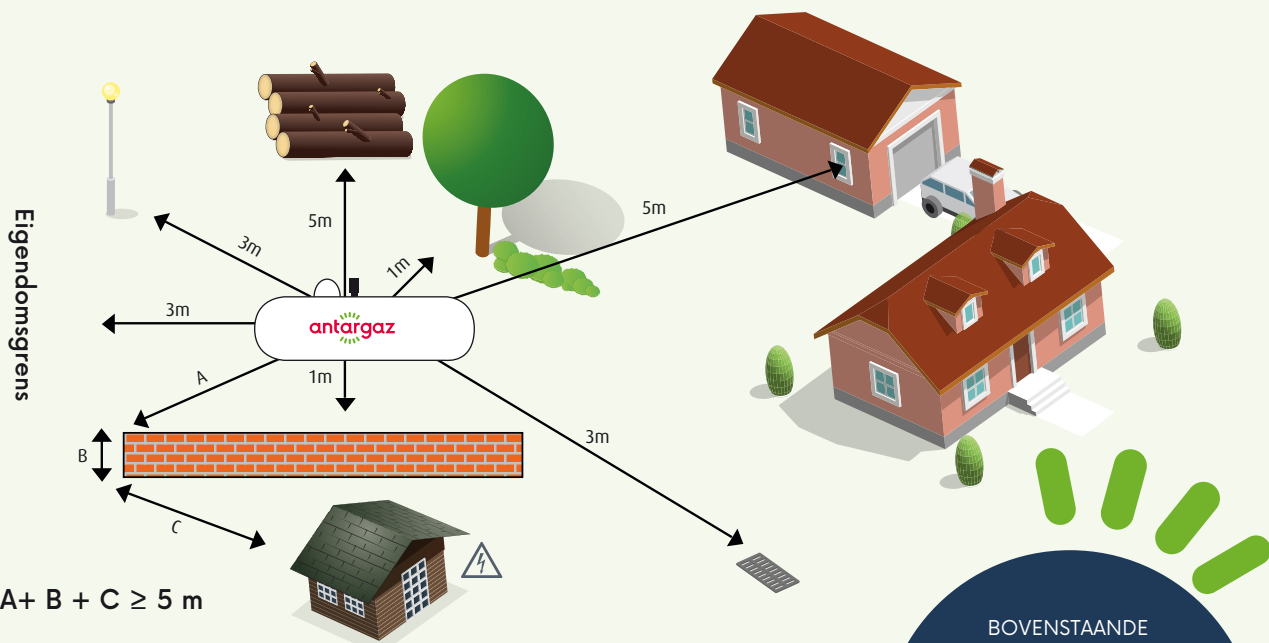 5m
5m
3m
1m
Eigendomsgrens
3m
antargaz
A
1m
3m
B
C
A+ B + C ≥ 5 m
BOVENSTAANDE